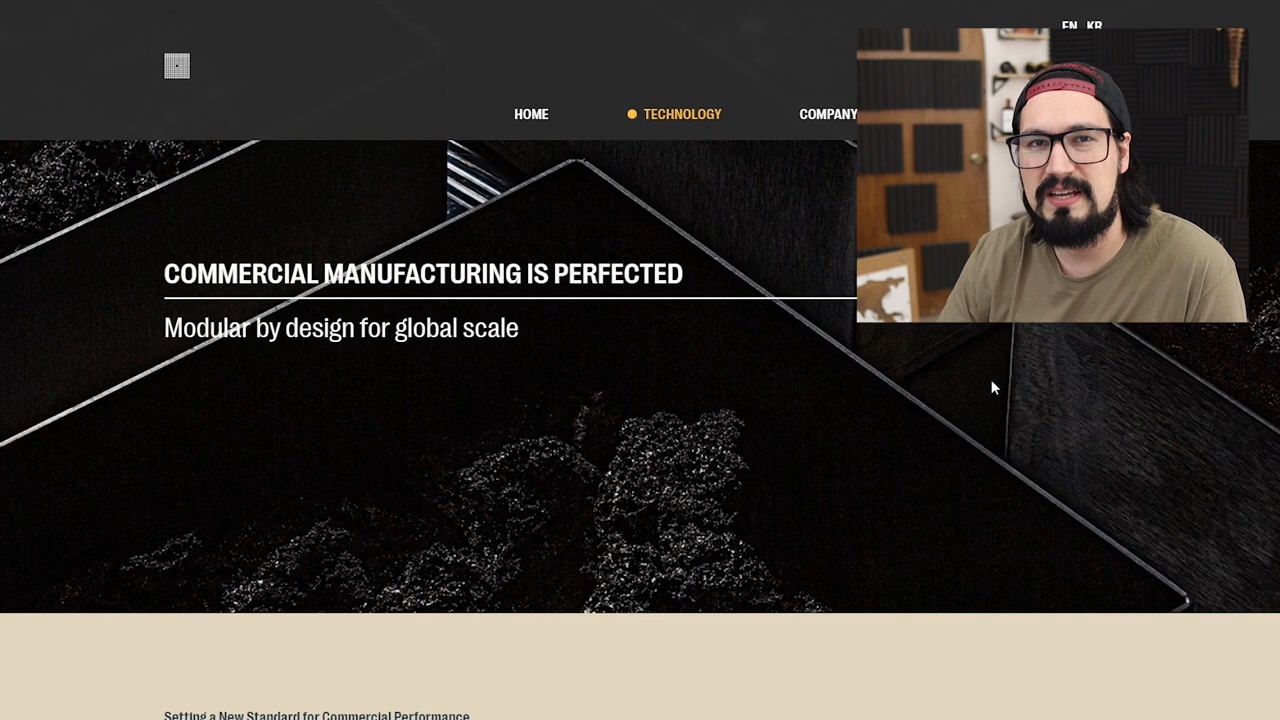 EN KR
HOME
TECHNOLOGY
COMPANY
COMMERCIAL MANUFACTURING IS PERFECTED
Modular by design for global scale
Setting a New Standard for Commercial Performance